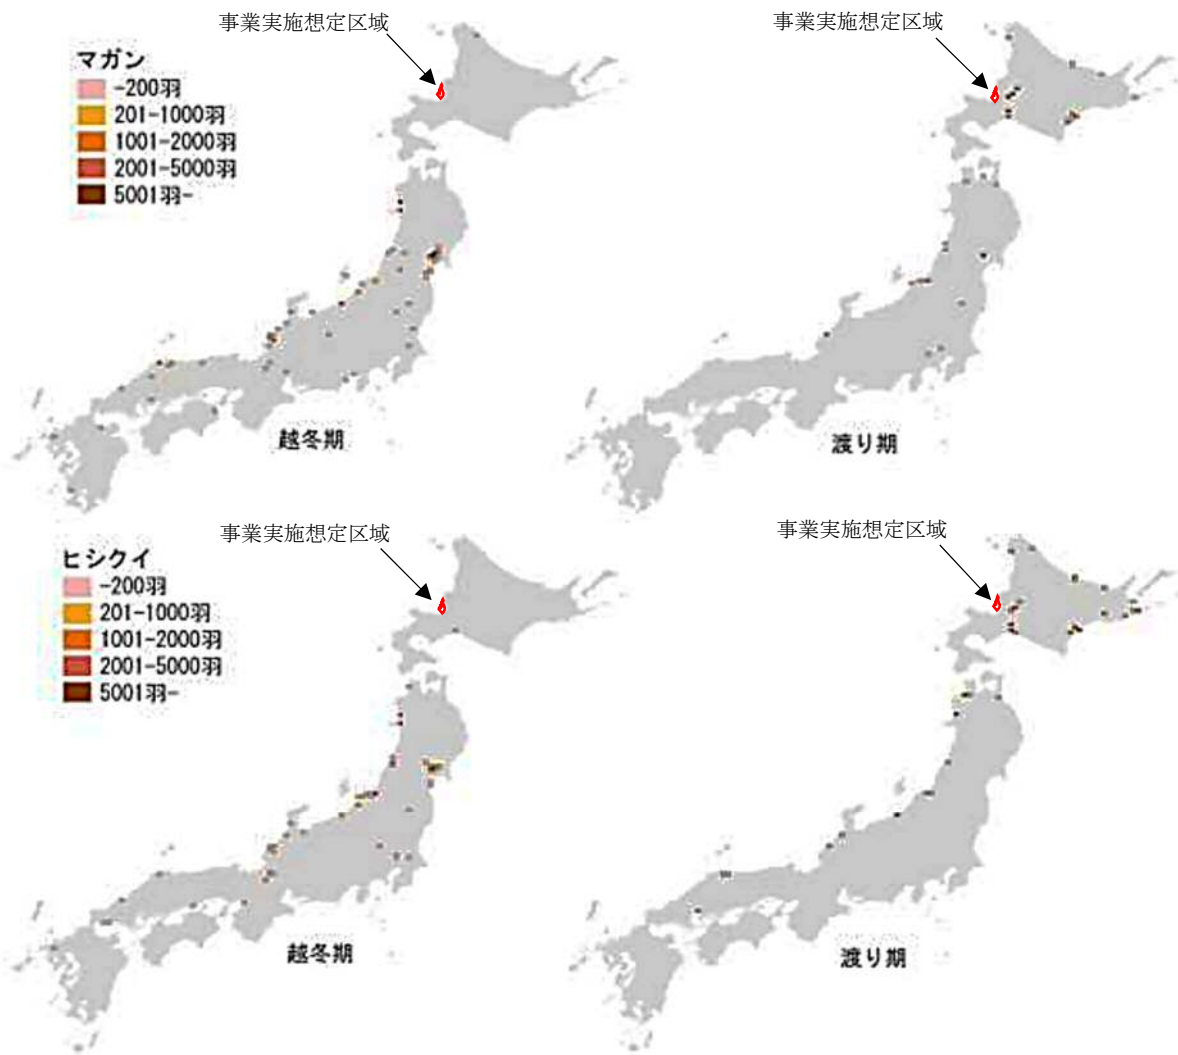 事業実施想定区域
事業実施想定区域
マガン
-200羽
201-1000羽
1001-2000羽
2001-5000羽
5001羽-
越冬期
渡り期
事業実施想定区域
事業実施想定区域
ヒシクイ
-200羽
201-1000羽
1001-2000羽
2001-5000羽
5001羽-
越冬期
渡り期